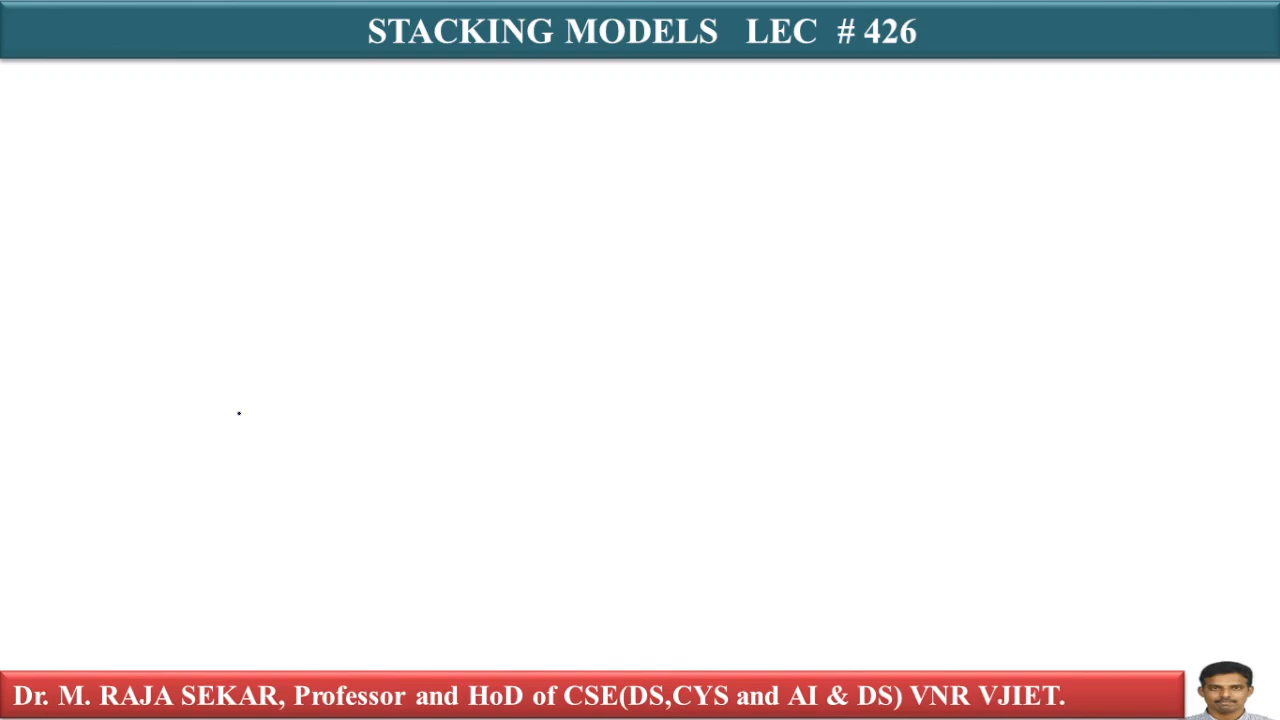 STACKING MODELS LEC # 426
Dr. M. RAJA SEKAR, Professor and HoD of CSE(DS,CYS and AI & DS) VNR VJIET.